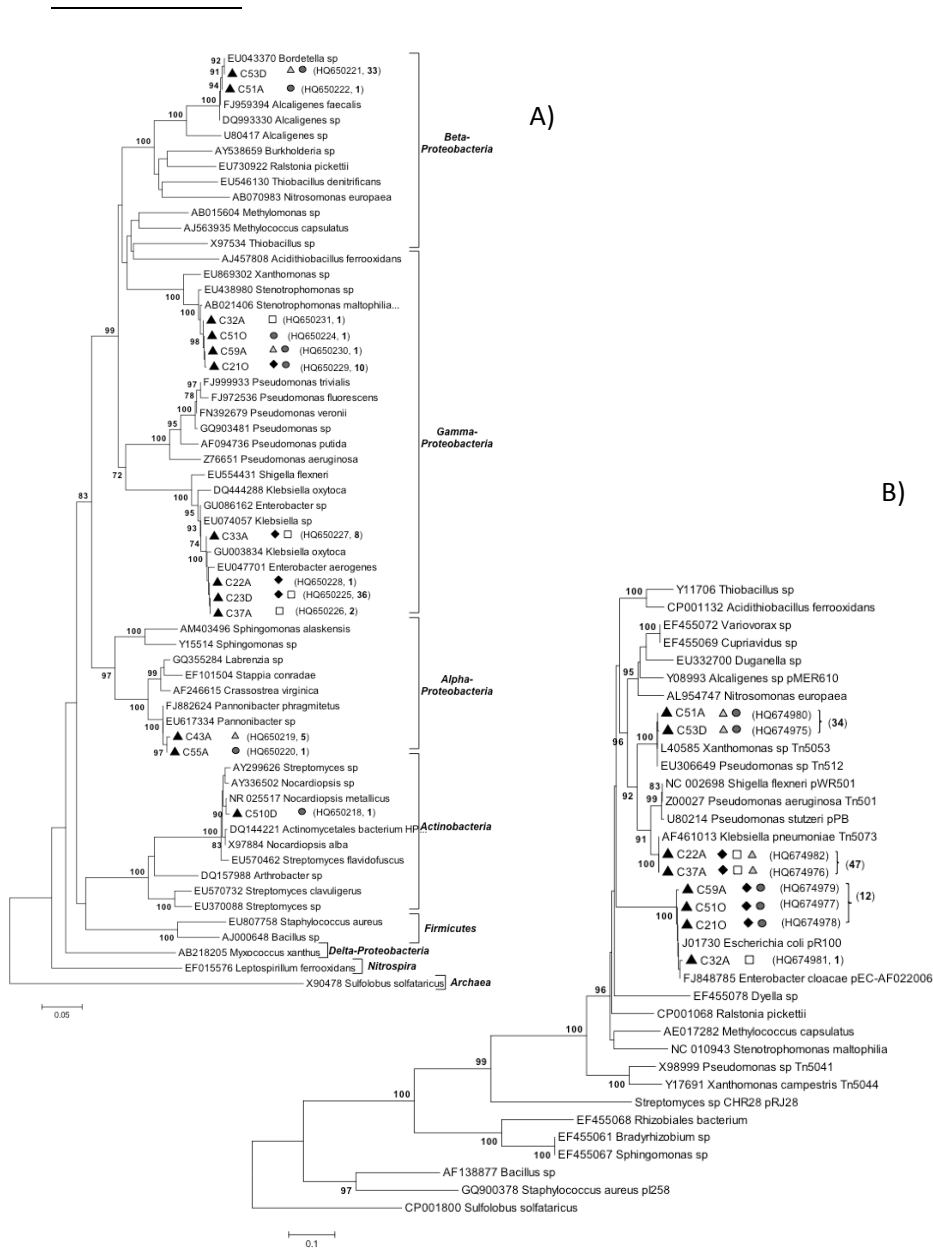 A)
92
EU043370 Bordetella sp
91
C53D (HQ650221, 33)
94
C51A (HQ650222, 1)
100
FJ959394 Alcaligenes faecalis
DQ993330 Alcaligenes sp
100
U80417 Alcaligenes sp
100
AY538659 Burkholderia sp
EU730922 Ralstonia pickettii
EU546130 Thiobacillus denitrificans
AB070983 Nitrosomonas europaea
AB015604 Methylomonas sp
AJ563935 Methylococcus capsulatus
X97534 Thiobacillus sp
Beta-
Proteobacteria
AJ457808 Acidithiobacillus ferrooxidans
EU869302 Xanthomonas sp
100
EU438980 Stenotrophomonas sp
AB021406 Stenotrophomonas maltophilia...
100
C32A (HQ650231, 1)
C51O (HQ650224, 1)
98
C59A (HQ650230, 1)
C21O (HQ650229, 10)
99
97
FJ999933 Pseudomonas trivialis
78
FJ972536 Pseudomonas fluorescens
100
FN392679 Pseudomonas veronii
95
GQ903481 Pseudomonas sp
100
AF094736 Pseudomonas putida
Z76651 Pseudomonas aeruginosa
72
EU554431 Shigella flexneri
100
DQ444288 Klebsiella oxytoca
95
GU086162 Enterobacter sp
93
EU074057 Klebsiella sp
74
C33A (HQ650227, 8)
100
GU003834 Klebsiella oxytoca
EU047701 Enterobacter aerogenes
C22A (HQ650228, 1)
C23D (HQ650225, 36)
C37A (HQ650226, 2)
Gamma-
Proteobacteria
83
100
AM403496 Sphingomonas alaskensis
Y15514 Sphingomonas sp
97
GQ355284 Labrenzia sp
99
EF101504 Stappia conradae
AF246615 Crassostrea virginica
FJ882624 Pannonibacter phragmitetus
100
EU617334 Pannonibacter sp
C43A (HQ650219, 5)
97
C55A (HQ650220, 1)
Alpha-
Proteobacteria
AY299626 Streptomyces sp
AY336502 Nocardiopsis sp
NR 025517 Nocardiopsis metallicus
90
C510D (HQ650218, 1)
100
DQ144221 Actinomycetales bacterium HP...
83
X97884 Nocardiopsis alba
EU570462 Streptomyces flavidofuscus
100
DQ157988 Arthrobacter sp
EU570732 Streptomyces clavuligerus
100
EU370088 Streptomyces sp
Actinobacteria
EU807758 Staphylococcus aureus
100
AJ000648 Bacillus sp
Firmicutes
AB218205 Myxococcus xanthus
Delta-Proteobacteria
EF015576 Leptospirillum ferrooxidans
Nitrospira
X90478 Sulfolobus solfataricus
Archaea
0.05
B)
100
Y11706 Thiobacillus sp
CP001132 Acidithiobacillus ferrooxidans
100
EF455072 Variovorax sp
EF455069 Cupriavidus sp
EU332700 Duganella sp
95
Y08993 Alcaligenes sp pMER610
AL954747 Nitrosomonas europaea
C51A (HQ674980)
C53D (HQ674975)
(34)
96
100
L40585 Xanthomonas sp Tn5053
EU306649 Pseudomonas sp Tn512
83
NC 002698 Shigella flexneri pWR501
92
99
Z00027 Pseudomonas aeruginosa Tn501
U80214 Pseudomonas stutzeri pPB
91
AF461013 Klebsiella pneumoniae Tn5073
C22A (HQ674982)
100
C37A (HQ674976)
(47)
C59A (HQ674979)
C51O (HQ674977)
C21O (HQ674978)
(12)
100
J01730 Escherichia coli pR100
C32A (HQ674981, 1)
FJ848785 Enterobacter cloacae pEC-AF022006
96
EF455078 Dyella sp
CP001068 Ralstonia pickettii
100
AE017282 Methylococcus capsulatus
NC 010943 Stenotrophomonas maltophilia
99
X98999 Pseudomonas sp Tn5041
100
Y17691 Xanthomonas campestris Tn5044
100
Streptomyces sp CHR28 pRJ28
EF455068 Rhizobiales bacterium
100
EF455061 Bradyrhizobium sp
100
EF455067 Sphingomonas sp
AF138877 Bacillus sp
97
GQ900378 Staphylococcus aureus pI258
CP001800 Sulfolobus solfataricus
0.1